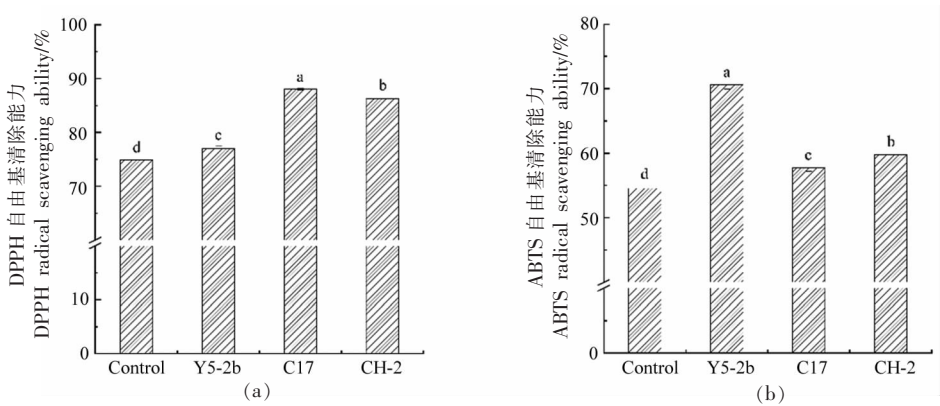 (a)
DPPH 自由基清除能力
DPPH radical scavenging ability/%
100
90
80
70
10
0
d
c
a
b
Control
Y5-2b
C17
CH-2
(a)
(b)
ABTS 自由基清除能力
ABTS radical scavenging ability/%
80
70
60
50
0
d
a
c
b
Control
Y5-2b
C17
CH-2
(b)